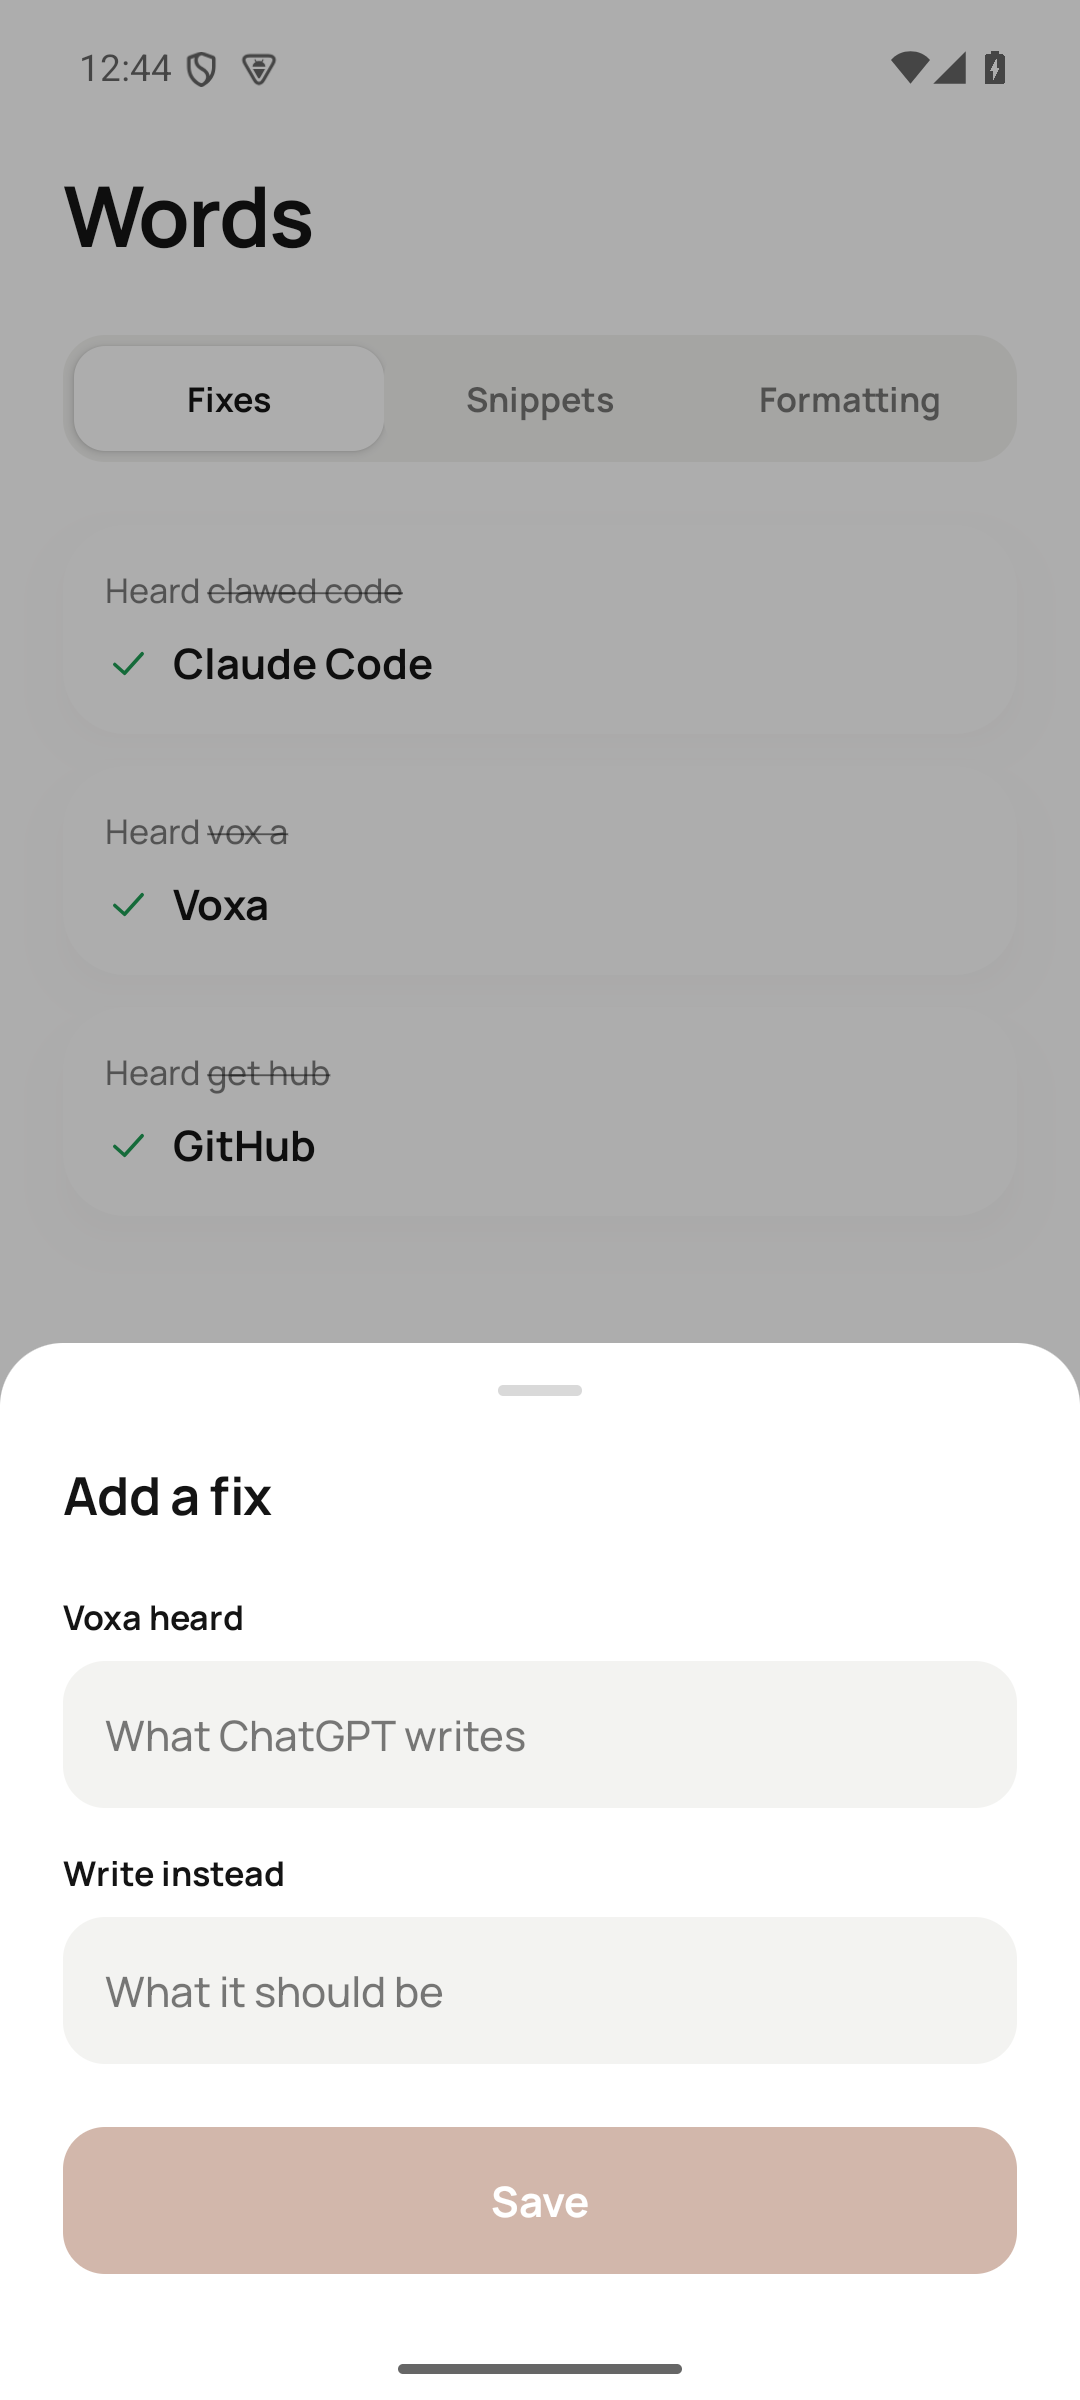 12:44
Words
Fixes Snippets Formatting
Heard clawed code
Claude Code
Heard vox a
Voxa
Heard get hub
GitHub
Add a fix
Voxa heard
What ChatGPT writes
Write instead
What it should be
Save